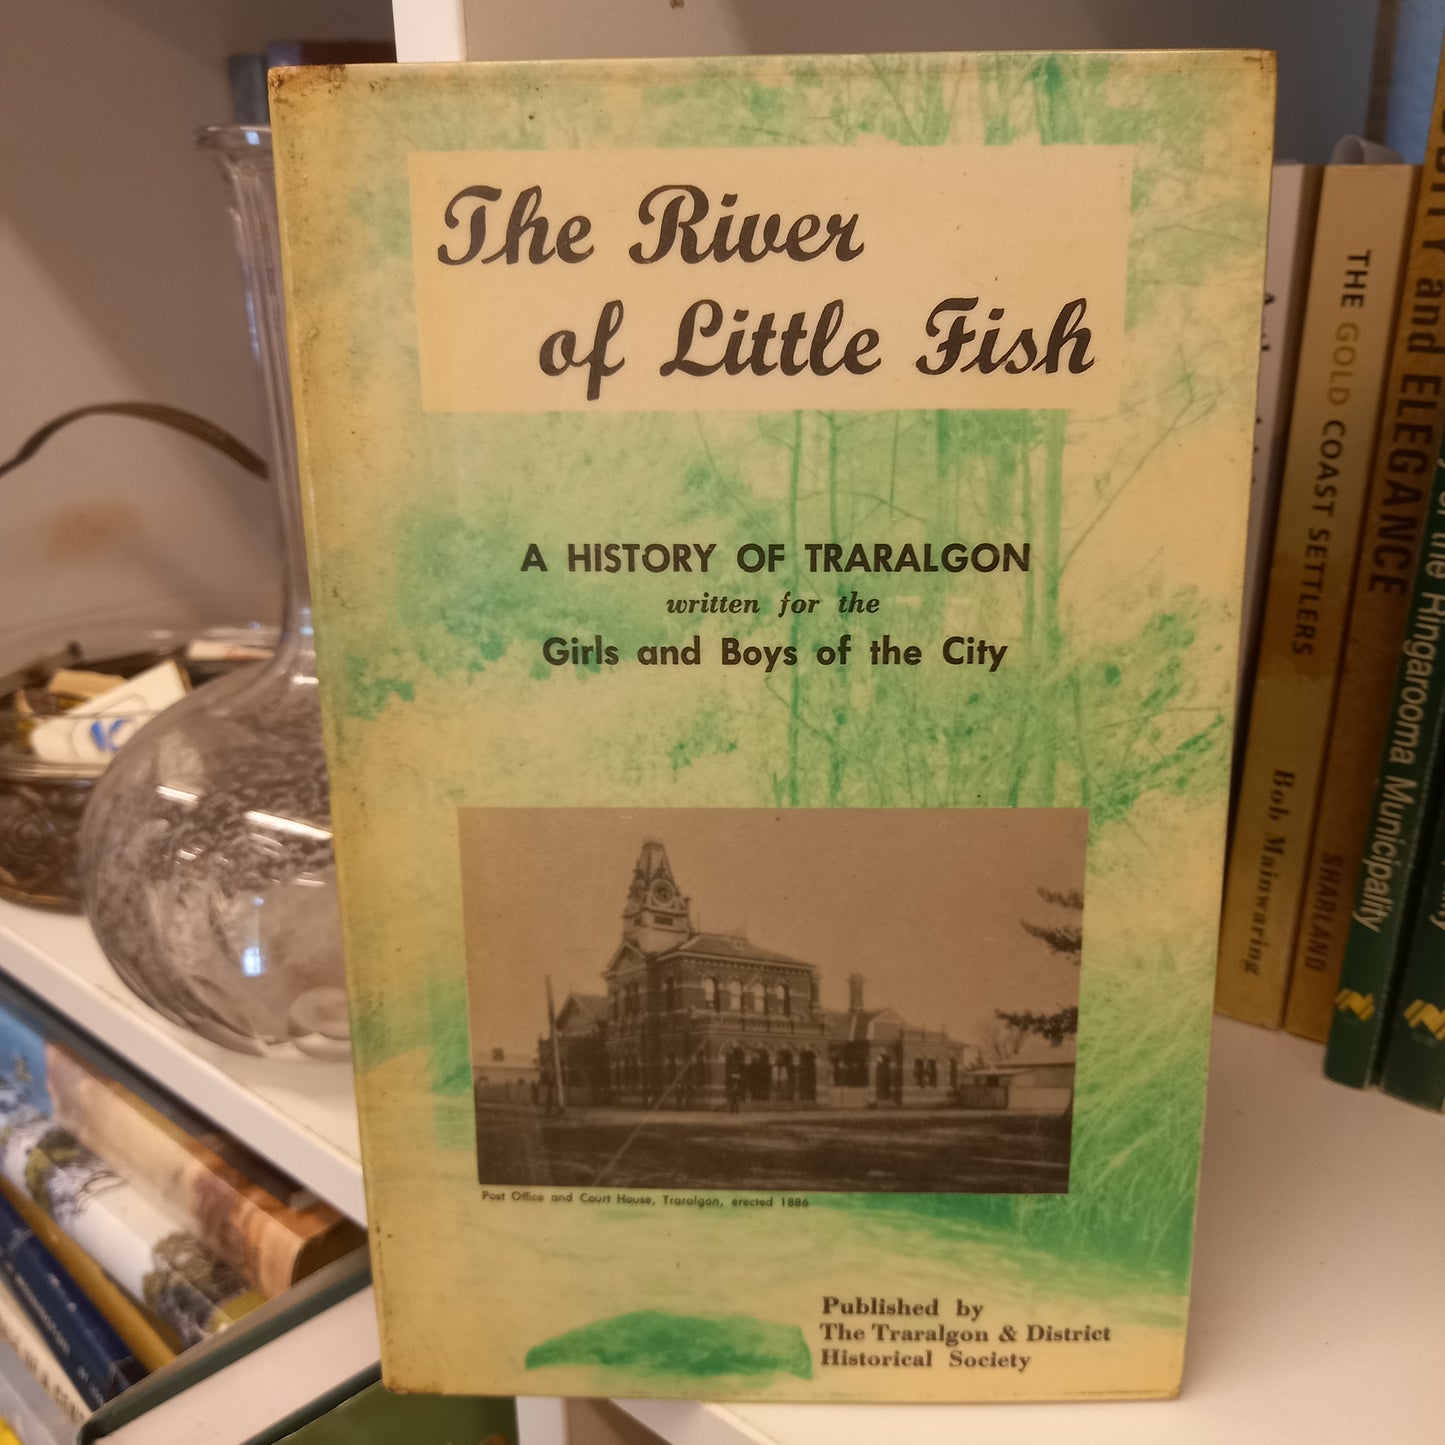 The River
of Little Fish
A HISTORY OF TRARALGON
written for the
Girls and Boys of the City
Post Office and Court House, Traralgon, erected 1886
Published by
The Traralgon & District
Historical Society
THE GOLD COAST SETTLERS
Bob Mainwaring
and ELEGANCE
SHARLAND
the Ringarooma Municipality